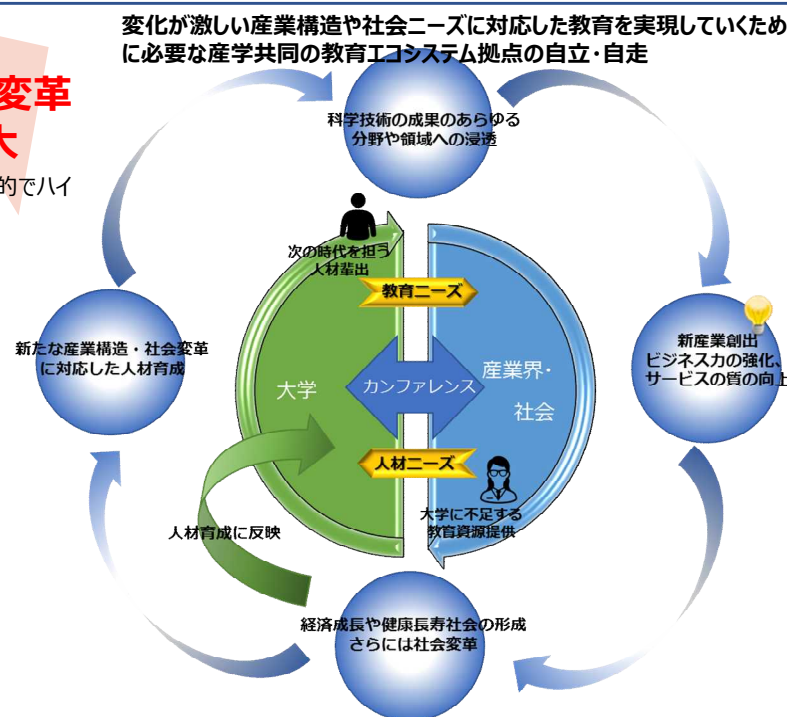 変化が激しい産業構造や社会ニーズに対応した教育を実現していくため
に必要な産学共同の教育エコシステム拠点の自立・自走
変革
大
的でハイ
科学技術の成果のあらゆる
分野や領域への浸透
次の時代を担う
人材輩出
教育ニーズ
新たな産業構造・社会変革
に対応した人材育成
新産業創出
ビジネス力の強化、
サービスの質の向上
大学
カンファレンス
産業界・
社会
人材ニーズ
大学に不足する
教育資源提供
人材育成に反映
経済成長や健康長寿社会の形成
さらには社会変革